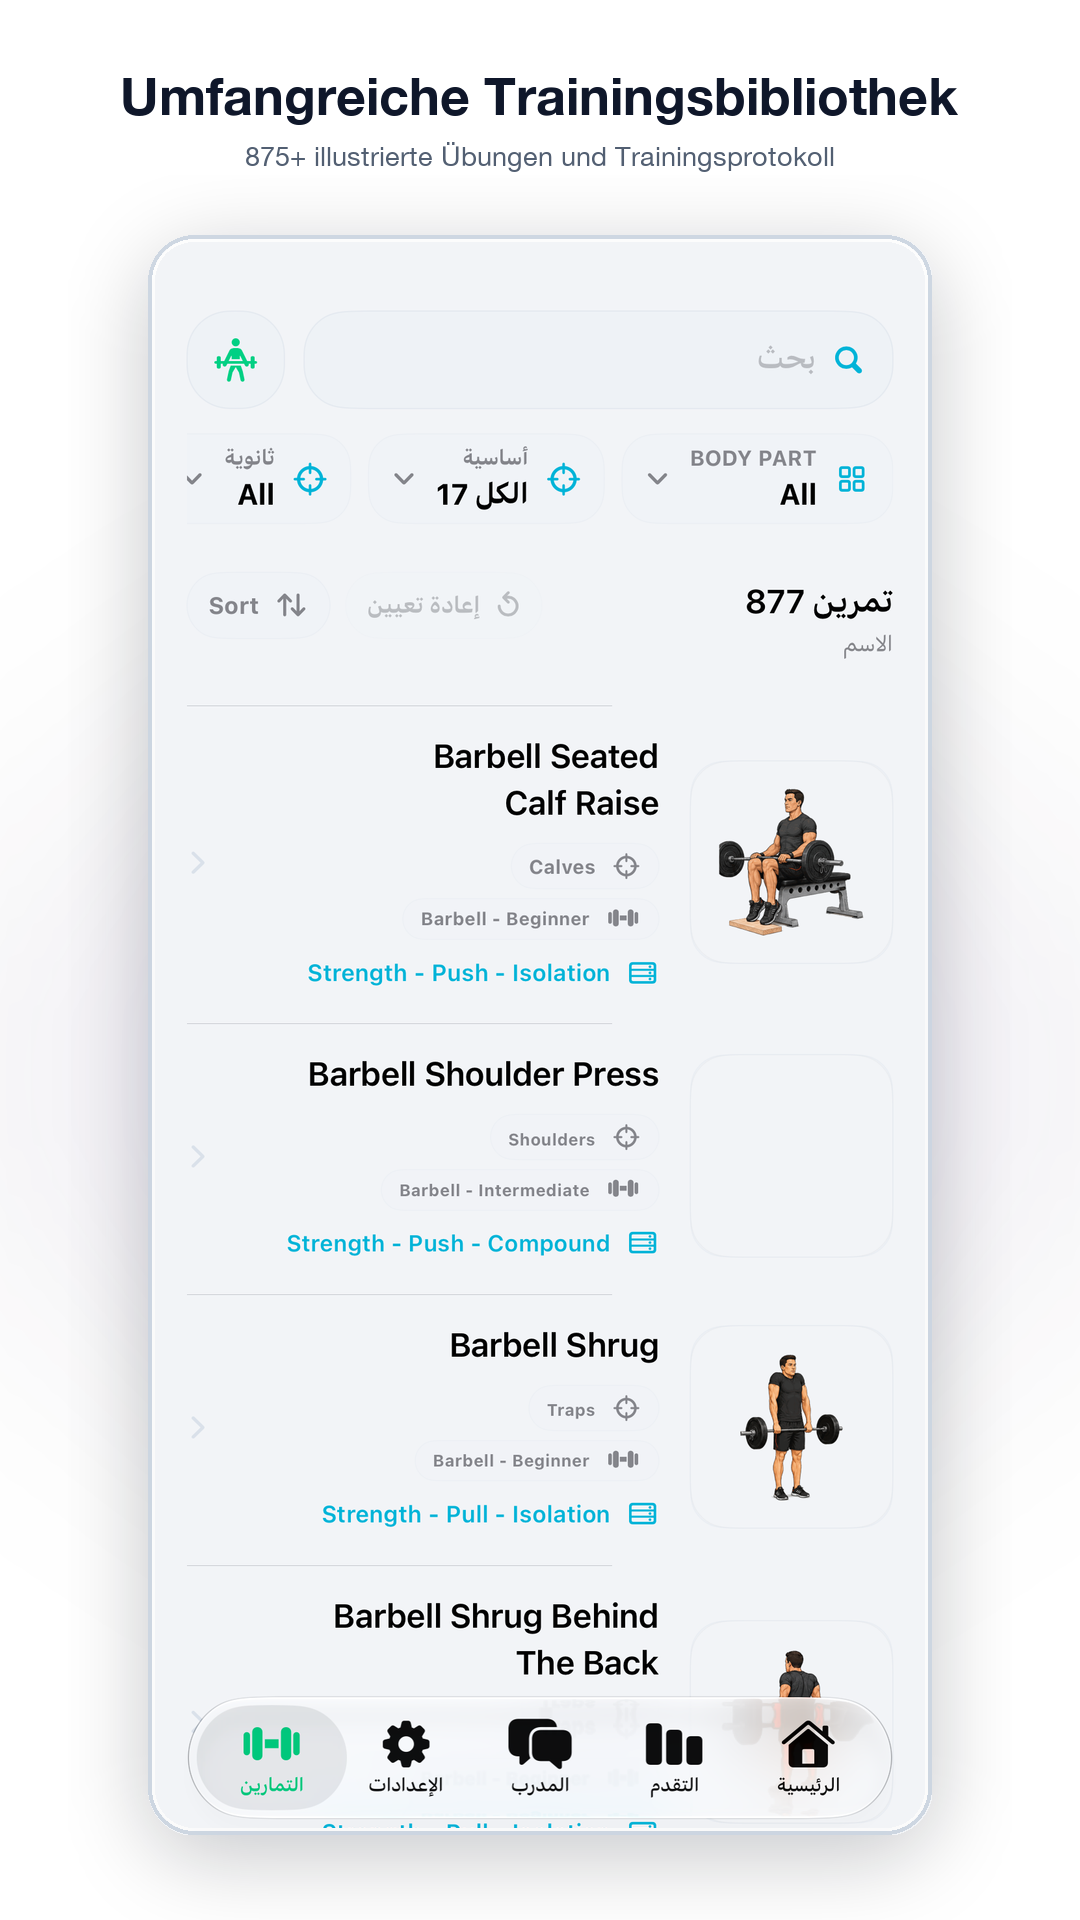 Umfangreiche Trainingsbibliothek
875+ illustrierte Übungen und Trainingsprotokoll
بحث
BODY PART
All
أساسية
الكل 17
ثانوية
All
877 تمرين
الاسم
إعادة تعيين
Sort
Barbell Seated
Calf Raise
Calves
Barbell - Beginner
Strength - Push - Isolation
Barbell Shoulder Press
Shoulders
Barbell - Intermediate
Strength - Push - Compound
Barbell Shrug
Traps
Barbell - Beginner
Strength - Pull - Isolation
Barbell Shrug Behind
The Back
الرئيسية
التقدم
المدرب
الإعدادات
التمارين